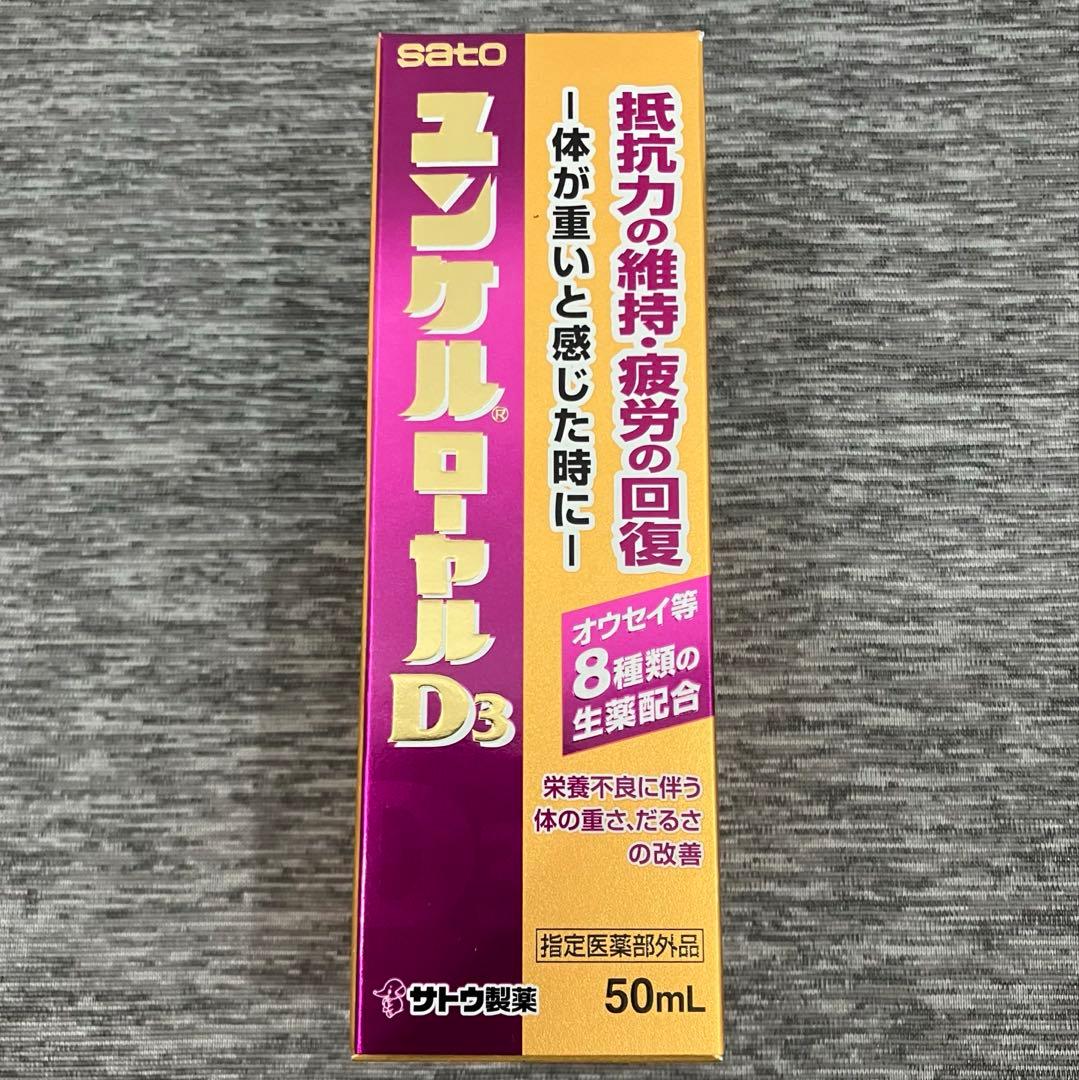 sato
ユンケル®ローヤルD3
抵抗力の維持・疲労の回復
ー体が重いと感じた時にー
オウセイ等
8種類の
生薬配合
栄養不良に伴う
体の重さ、だるさ
の改善
指定医薬部外品
サトウ製薬
50mL